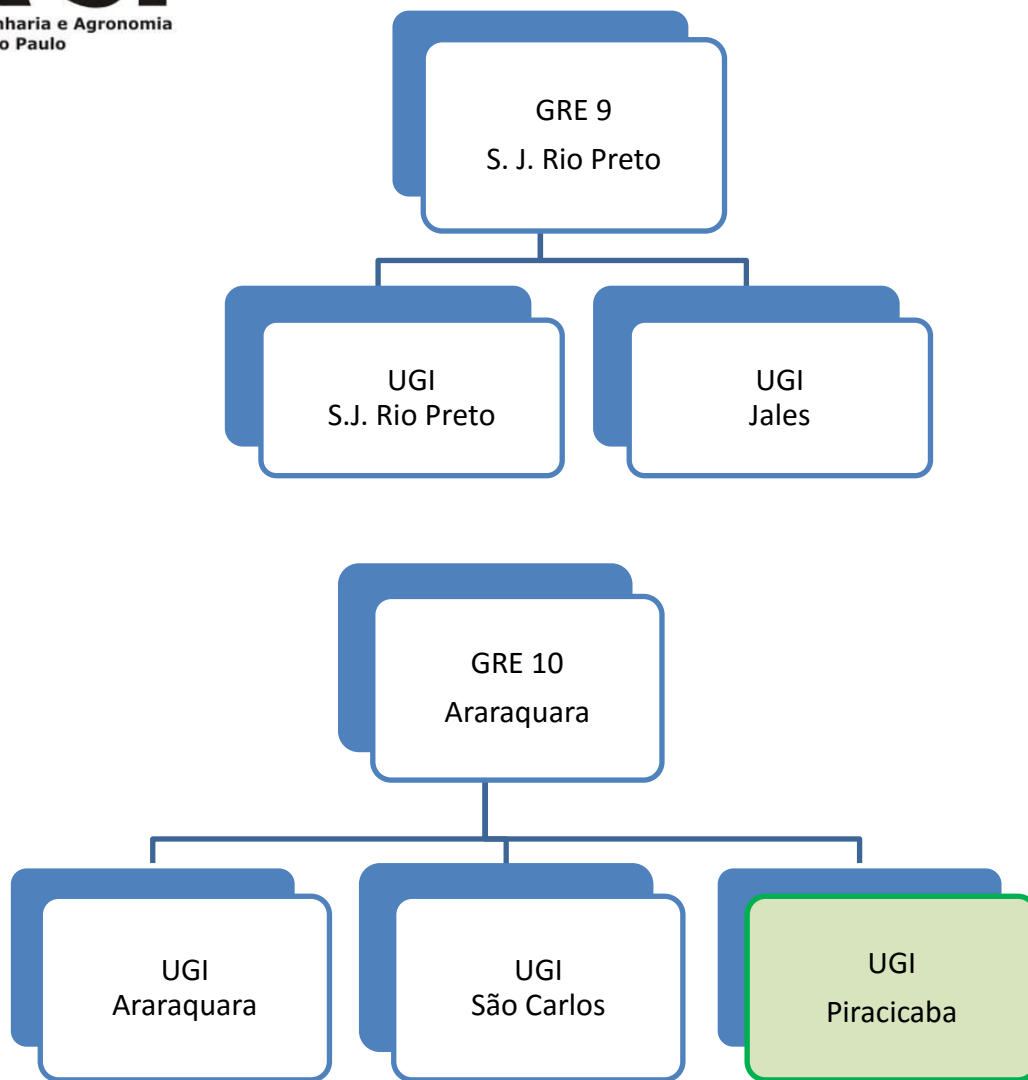 nharia e Agronomia
o Paulo
GRE 9
S. J. Rio Preto
UGI
S.J. Rio Preto
UGI
Jales
GRE 10
Araraquara
UGI
Araraquara
UGI
São Carlos
UGI
Piracicaba